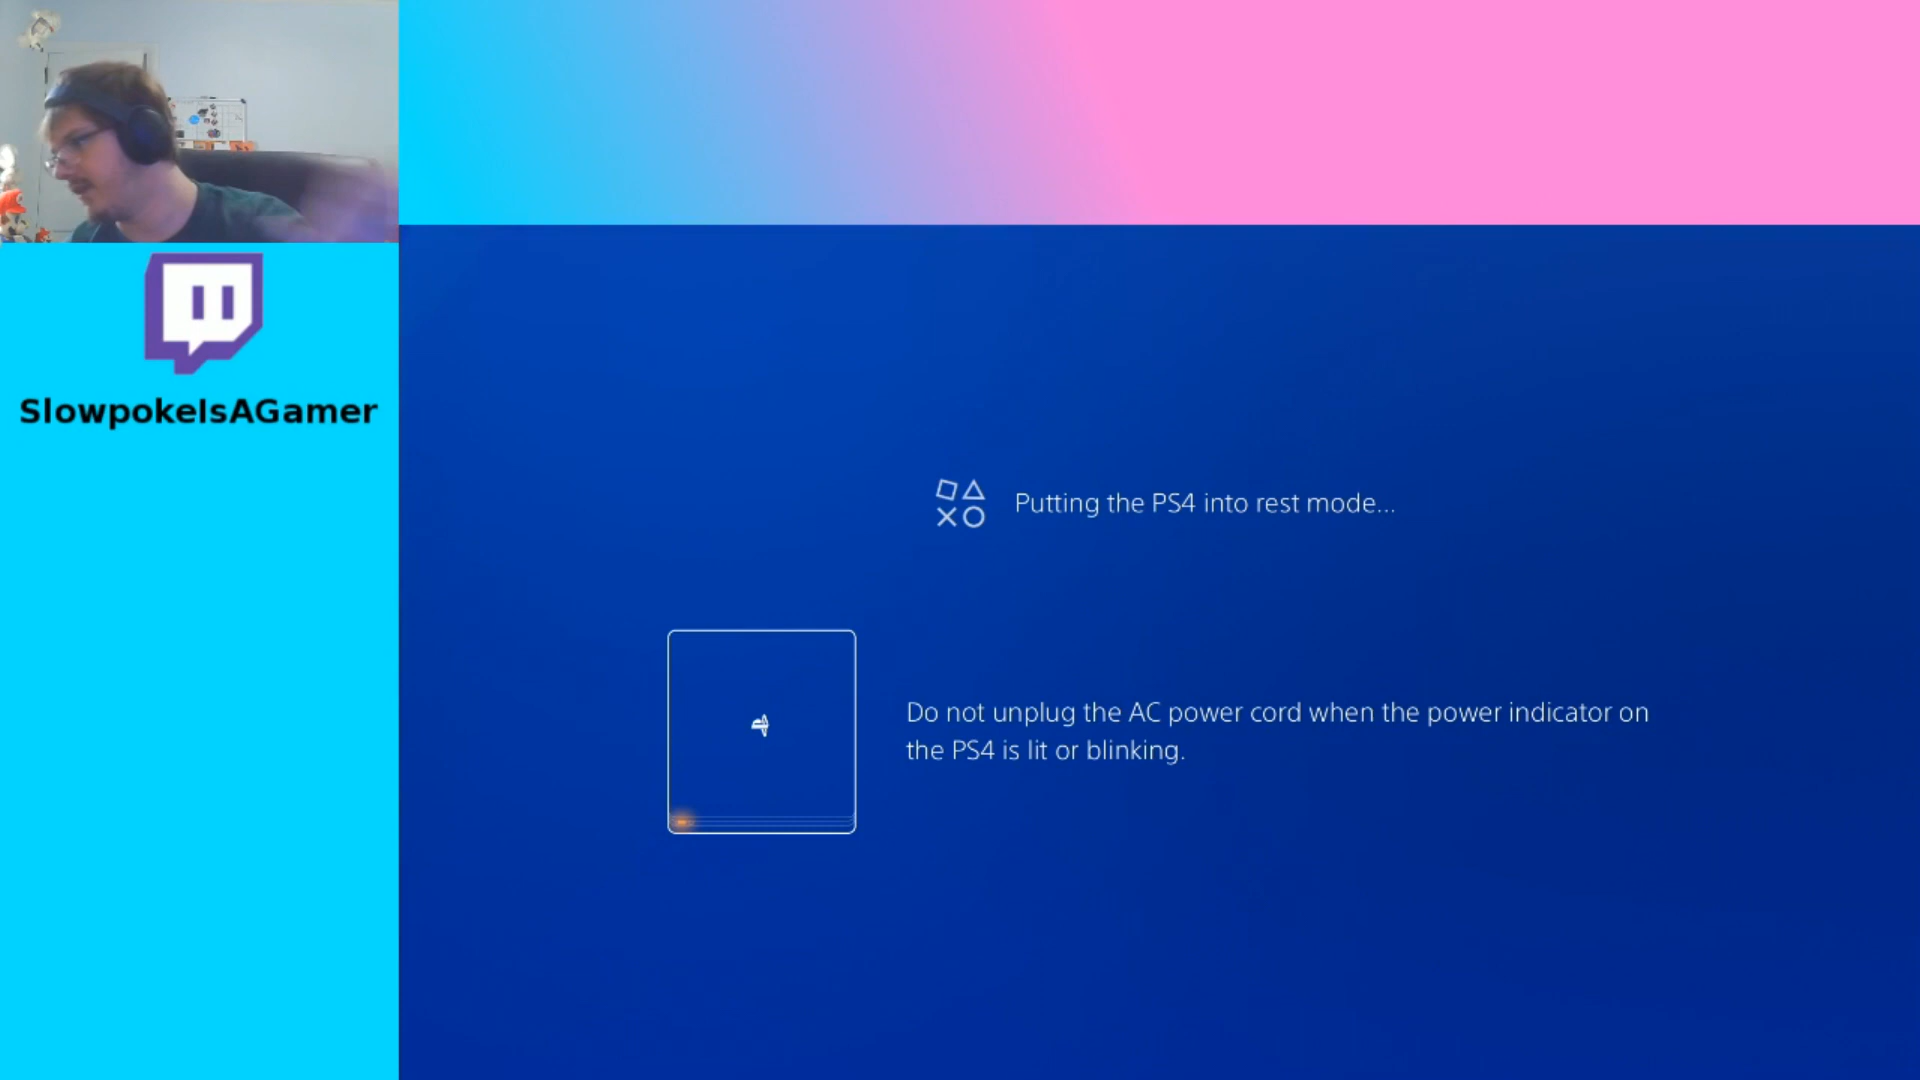 SlowpokeIsAGamer
Putting the PS4 into rest mode...
Do not unplug the AC power cord when the power indicator on
the PS4 is lit or blinking.